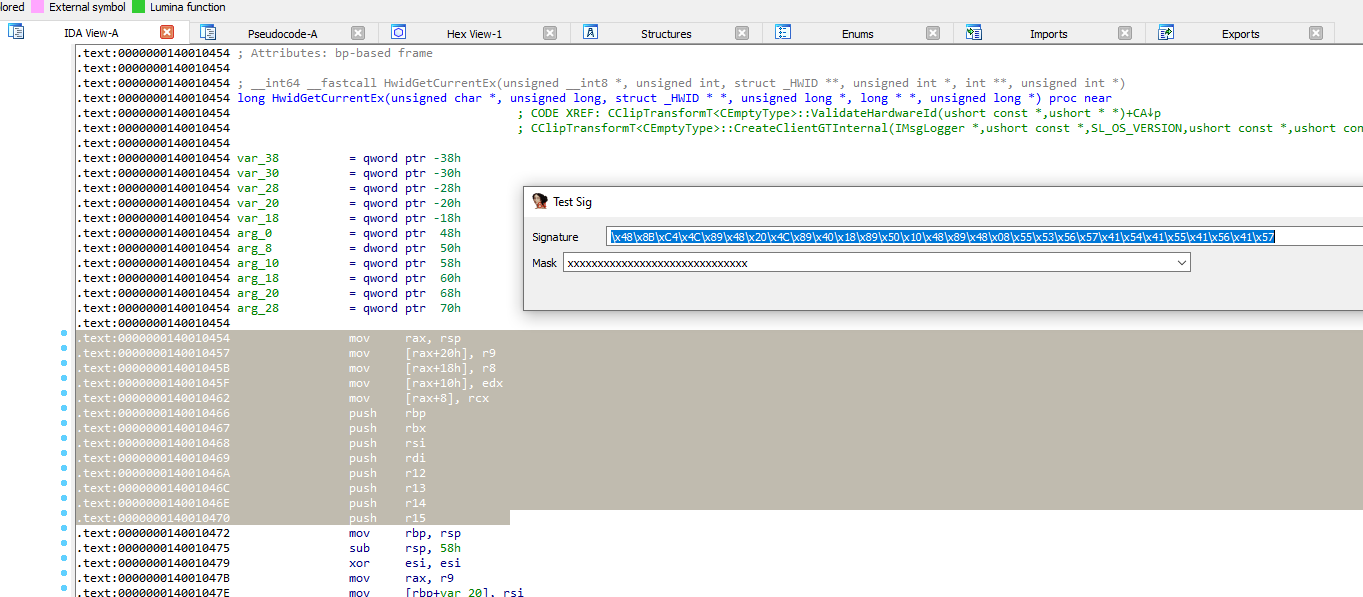 lored External symbol Lumina function
IDA View-A Pseudocode-A Hex View-1 Structures Enums Imports Exports
.text:0000000140010454 ; Attributes: bp-based frame
.text:0000000140010454
.text:0000000140010454 ; __int64 __fastcall HwidGetCurrentEx(unsigned __int8 *, unsigned int, struct _HWID **, unsigned int *, int **, unsigned int *)
.text:0000000140010454 long HwidGetCurrentEx(unsigned char *, unsigned long, struct _HWID * *, unsigned long *, long * *, unsigned long *) proc near
.text:0000000140010454 ; CODE XREF: CClipTransformT<CEmptyType>::ValidateHardwareId(ushort const *,ushort * *)+CA↓p
.text:0000000140010454 ; CClipTransformT<CEmptyType>::CreateClientGTInternal(IMsgLogger *,ushort const *,SL_OS_VERSION,ushort const *,ushort con
.text:0000000140010454
.text:0000000140010454 var_38 = qword ptr -38h
.text:0000000140010454 var_30 = qword ptr -30h
.text:0000000140010454 var_28 = qword ptr -28h
.text:0000000140010454 var_20 = qword ptr -20h
.text:0000000140010454 var_18 = qword ptr -18h
.text:0000000140010454 arg_0 = qword ptr 48h
.text:0000000140010454 arg_8 = dword ptr 50h
.text:0000000140010454 arg_10 = qword ptr 58h
.text:0000000140010454 arg_18 = qword ptr 60h
.text:0000000140010454 arg_20 = qword ptr 68h
.text:0000000140010454 arg_28 = qword ptr 70h
.text:0000000140010454
.text:0000000140010454 mov rax, rsp
.text:0000000140010457 mov [rax+20h], r9
.text:000000014001045B mov [rax+18h], r8
.text:000000014001045F mov [rax+10h], edx
.text:0000000140010462 mov [rax+8], rcx
.text:0000000140010466 push rbp
.text:0000000140010467 push rbx
.text:0000000140010468 push rsi
.text:0000000140010469 push rdi
.text:000000014001046A push r12
.text:000000014001046C push r13
.text:000000014001046E push r14
.text:0000000140010470 push r15
.text:0000000140010472 mov rbp, rsp
.text:0000000140010475 sub rsp, 58h
.text:0000000140010479 xor esi, esi
.text:000000014001047B mov rax, r9
.text:000000014001047E mov [rbp+var_20], rsi
Test Sig
Signature \x48\x8B\xC4\x4C\x89\x48\x20\x4C\x89\x40\x18\x89\x50\x10\x48\x89\x48\x08\x55\x53\x56\x57\x41\x54\x41\x55\x41\x56\x41\x57
Mask xxxxxxxxxxxxxxxxxxxxxxxxxxxxxx